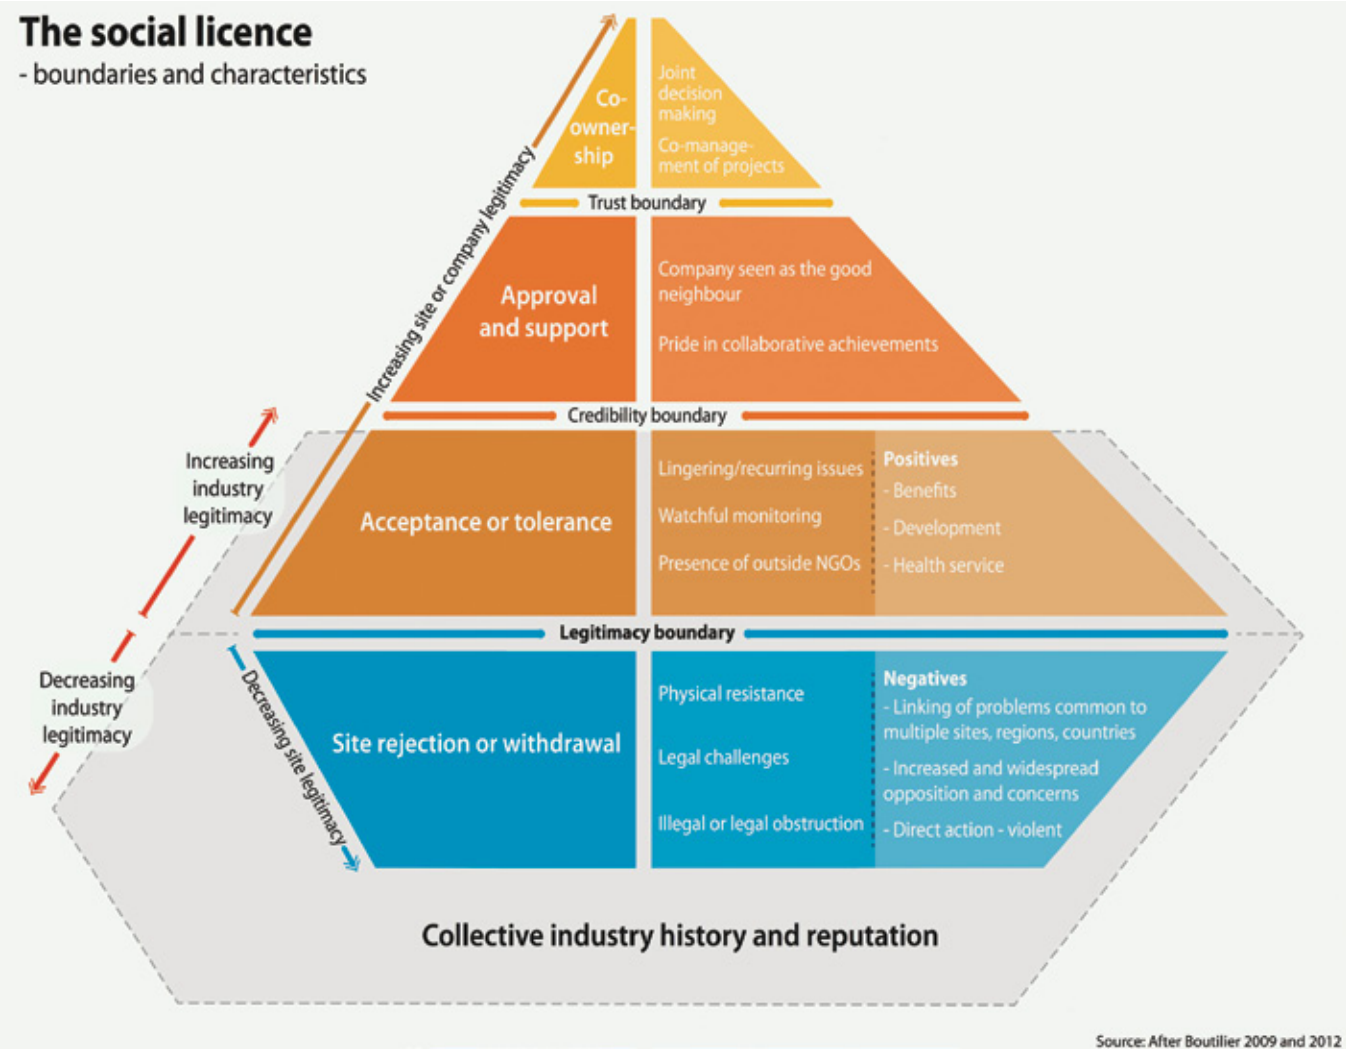 The social licence
- boundaries and characteristics
Co-
owner-
ship
Joint
decision
making
Co-manage-
ment of projects
Trust boundary
Increasing site or company legitimacy
Approval
and support
Company seen as the good
neighbour
Pride in collaborative achievements
Credibility boundary
Increasing
industry
legitimacy
Acceptance or tolerance
Lingering/recurring issues
Watchful monitoring
Presence of outside NGOs
Positives
- Benefits
- Development
- Health service
Legitimacy boundary
Decreasing
industry
legitimacy
Decreasing site legitimacy
Site rejection or withdrawal
Physical resistance
Legal challenges
Illegal or legal obstruction
Negatives
- Linking of problems common to
multiple sites, regions, countries
- Increased and widespread
opposition and concerns
- Direct action - violent
Collective industry history and reputation
Source: After Boutilier 2009 and 2012